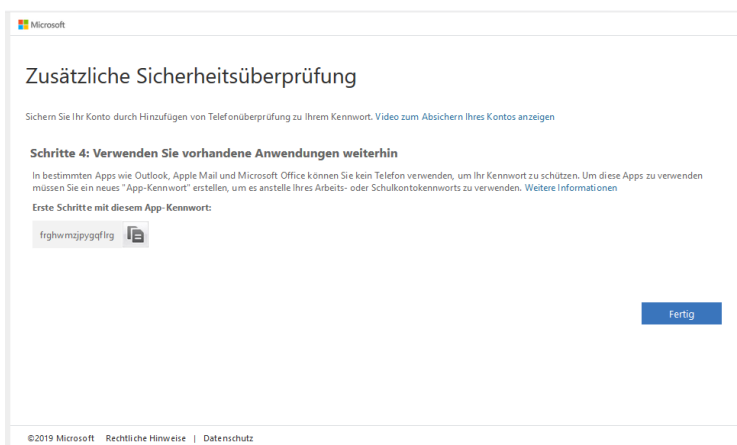 Microsoft
Zusätzliche Sicherheitsüberprüfung
Sichern Sie Ihr Konto durch Hinzufügen von Telefonüberprüfung zu Ihrem Kennwort. Video zum Absichern Ihres Kontos anzeigen
Schritte 4: Verwenden Sie vorhandene Anwendungen weiterhin
In bestimmten Apps wie Outlook, Apple Mail und Microsoft Office können Sie kein Telefon verwenden, um Ihr Kennwort zu schützen. Um diese Apps zu verwenden
müssen Sie ein neues "App-Kennwort" erstellen, um es anstelle Ihres Arbeits- oder Schulkontokennworts zu verwenden. Weitere Informationen
Erste Schritte mit diesem App-Kennwort:
frghwmzjpygqflrg
Fertig
©2019 Microsoft Rechtliche Hinweise | Datenschutz